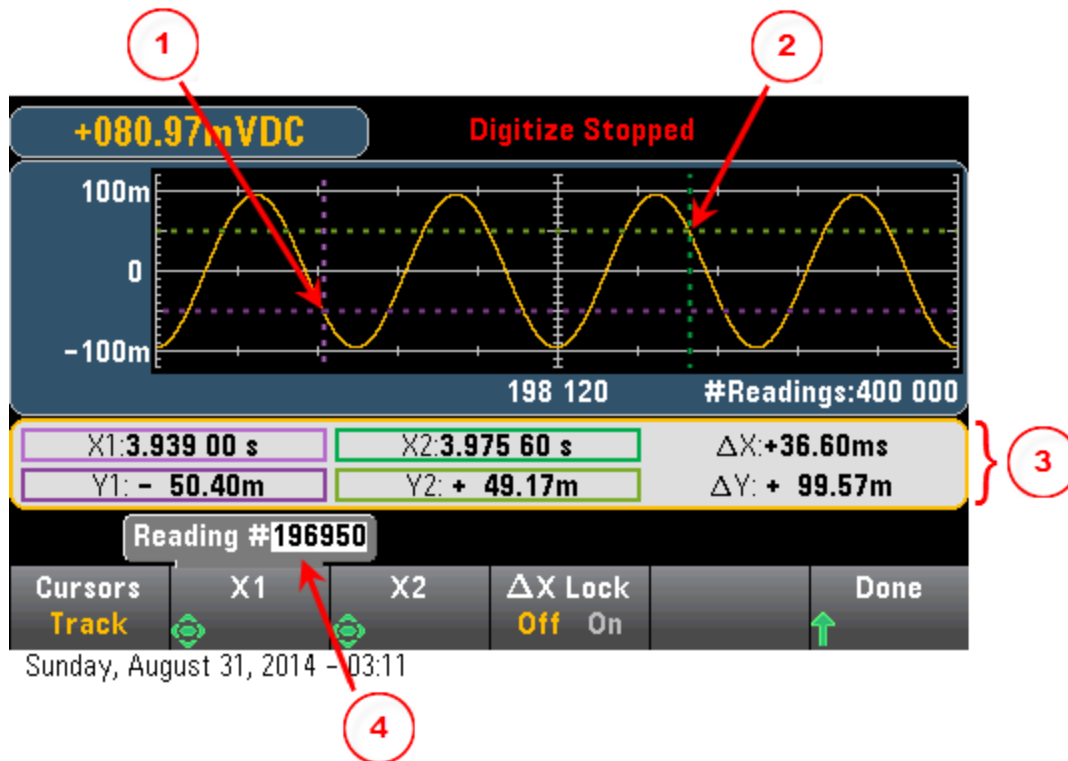 1
2
+080.97mVDC
Digitize Stopped
100m
0
-100m
198 120 #Readings:400 000
X1:3.939 00 s X2:3.975 60 s ΔX:+36.60ms
Y1: - 50.40m Y2: + 49.17m ΔY: + 99.57m
3
Reading #196950
Cursors X1 X2 ΔX Lock Done
Track Off On
Sunday, August 31, 2014 - 03:11
4